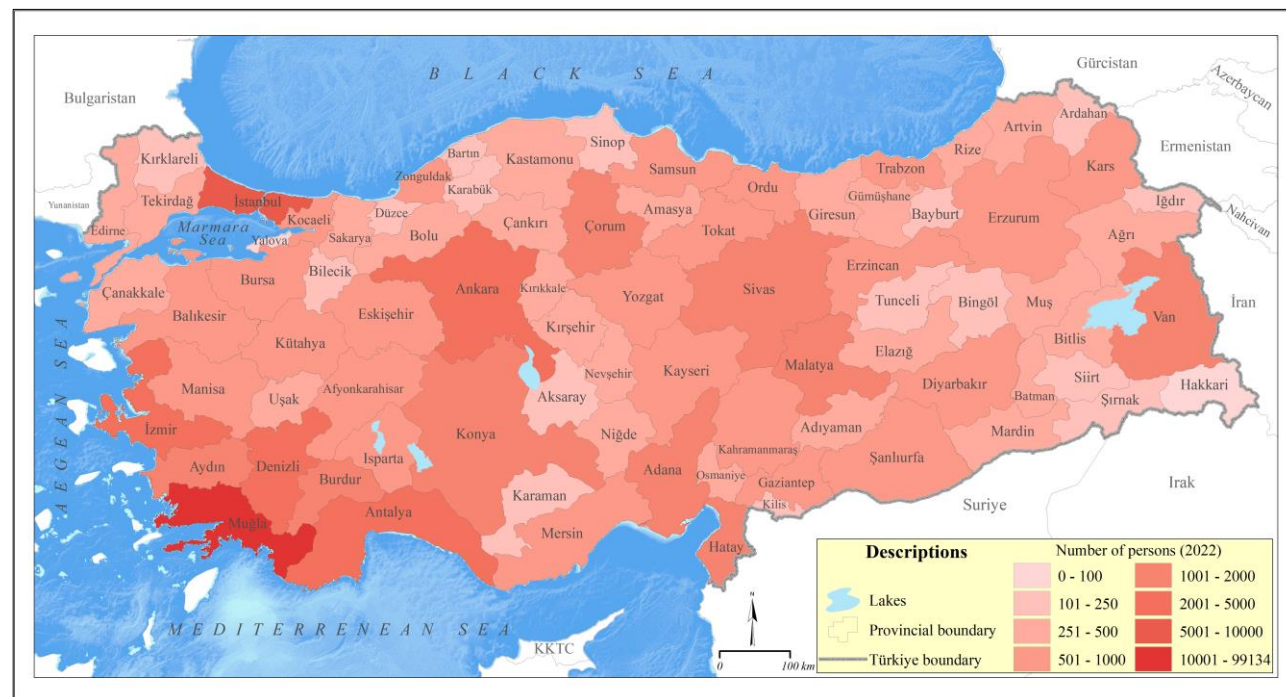 BLACK SEA
Gürcistan
Azerbaycan
Bulgaristan
Ardahan
Artvin
Kırklareli
Sinop
Bartın
Kastamonu
Rize
Ermenistan
Zonguldak
Samsun
Trabzon
Kars
Karabük
Ordu
Yunanistan
Tekirdağ
İstanbul
Gümüşhane
Iğdır
Kocaeli
Düzce
Amasya
Giresun
Bayburt
Erzurum
Nahcivan
Edirne
Marmara
Sea
Yalova
Sakarya
Bolu
Çankırı
Çorum
Tokat
Ağrı
Bilecik
Erzincan
Çanakkale
Bursa
Ankara
Kırıkkale
Yozgat
Sivas
Tunceli
Bingöl
Muş
İran
Balıkesir
Eskişehir
Kırşehir
Van
Kütahya
Bitlis
Elazığ
Manisa
Uşak
Afyonkarahisar
Nevşehir
Kayseri
Malatya
Diyarbakır
Siirt
Hakkari
Aksaray
Batman
Şırnak
AEGEAN SEA
İzmir
Konya
Niğde
Adıyaman
Mardin
Aydın
Denizli
Isparta
Kahramanmaraş
Şanlıurfa
Burdur
Adana
Osmaniye
Gaziantep
Irak
Karaman
Kilis
Suriye
Muğla
Antalya
Mersin
Hatay
MEDITERRENEAN SEA
KKTC
N
0 100 km
Descriptions
Lakes
Provincial boundary
Türkiye boundary
Number of persons (2022)
0 - 100
101 - 250
251 - 500
501 - 1000
1001 - 2000
2001 - 5000
5001 - 10000
10001 - 99134